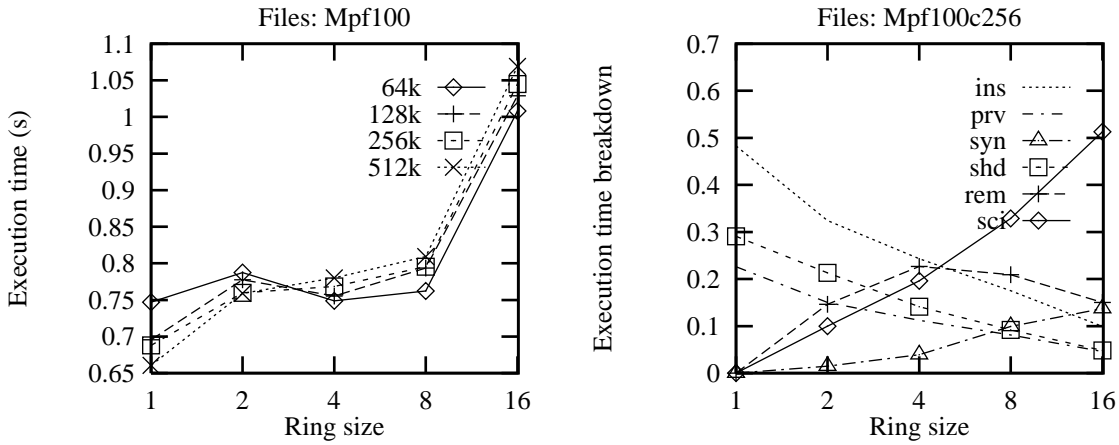 Files: Mpf100
Execution time (s)
1.1
1.05
1
0.95
0.9
0.85
0.8
0.75
0.7
0.65
64k
128k
256k
512k
1 2 4 8 16
Ring size
Files: Mpf100c256
Execution time breakdown
0.7
0.6
0.5
0.4
0.3
0.2
0.1
0
ins
prv
syn
shd
rem
sci
1 2 4 8 16
Ring size